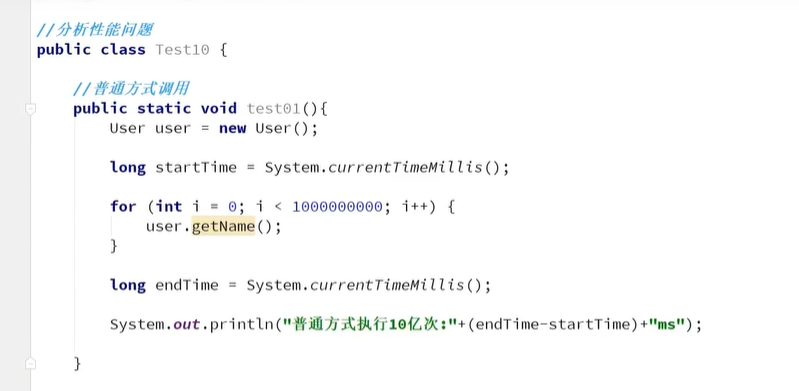 //分析性能问题
public class Test10 {
//普通方式调用
public static void test01(){
User user = new User();
long startTime = System.currentTimeMillis();
for (int i = 0; i < 1000000000; i++) {
user.getName();
}
long endTime = System.currentTimeMillis();
System.out.println("普通方式执行10亿次:"+(endTime-startTime)+"ms");
}